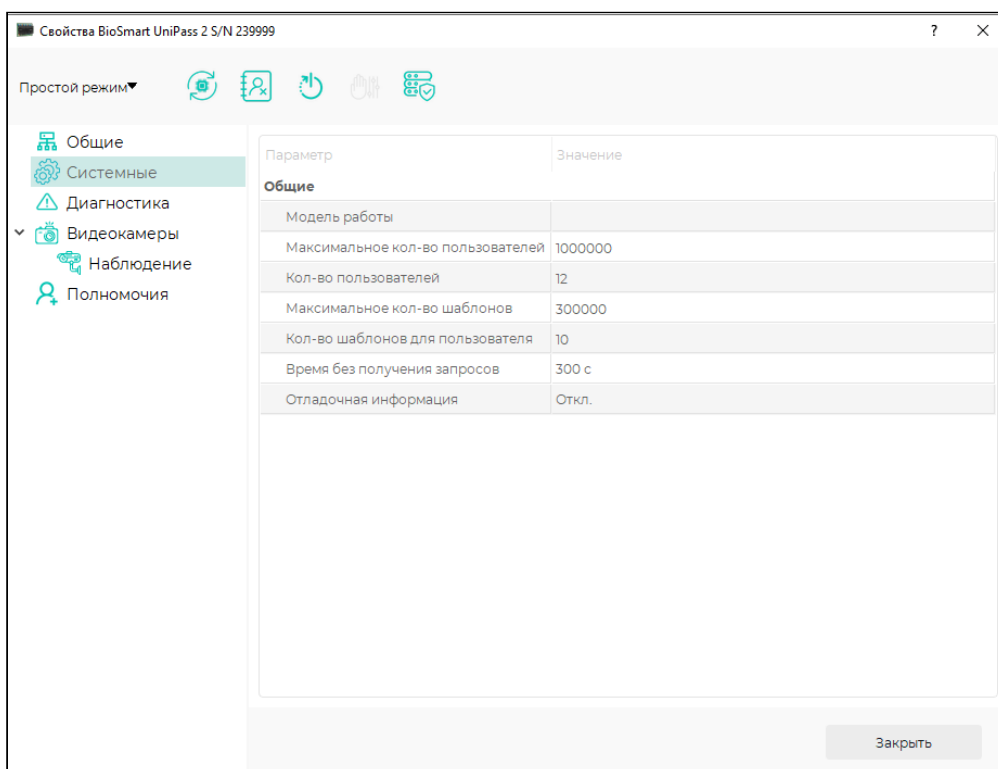 Свойства BioSmart UniPass 2 S/N 239999
?
Простой режим
Общие
Системные
Диагностика
Видеокамеры
Наблюдение
Полномочия
Параметр Значение
Общие
Модель работы
Максимальное кол-во пользователей 1000000
Кол-во пользователей 12
Максимальное кол-во шаблонов 300000
Кол-во шаблонов для пользователя 10
Время без получения запросов 300 с
Отладочная информация Откл.
Закрыть